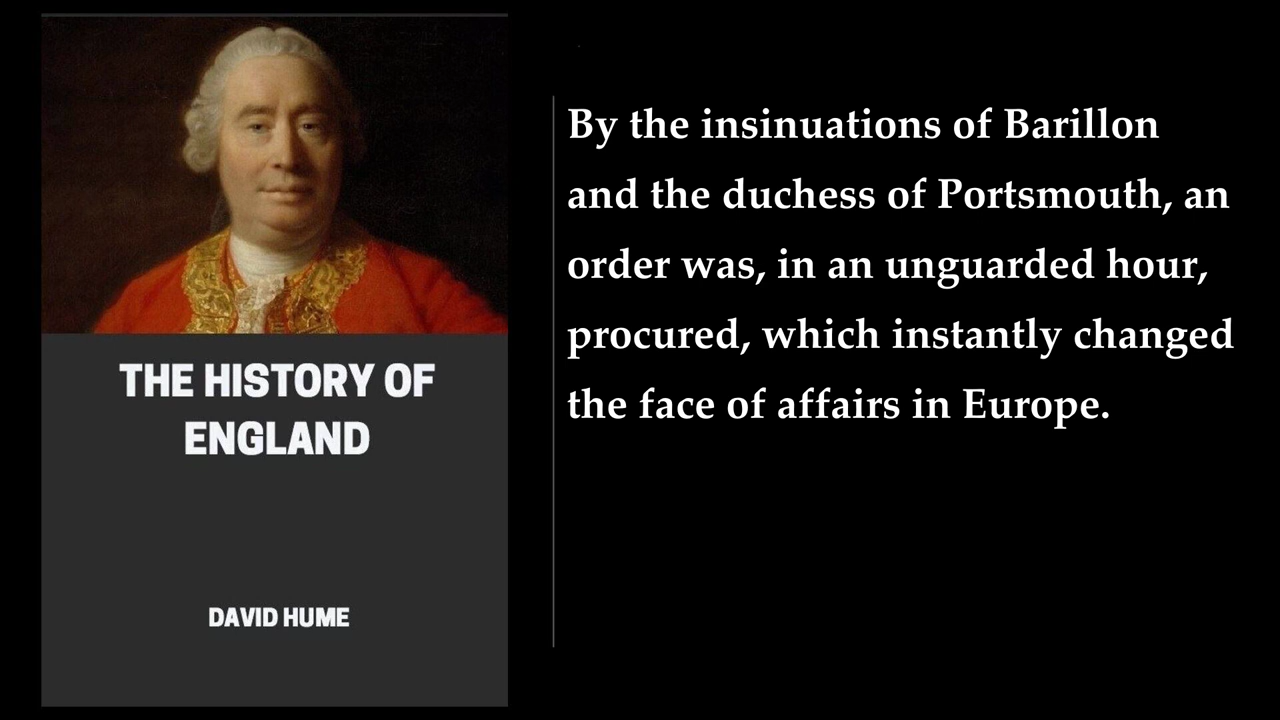 THE HISTORY OF
ENGLAND
DAVID HUME
By the insinuations of Barillon
and the duchess of Portsmouth, an
order was, in an unguarded hour,
procured, which instantly changed
the face of affairs in Europe.